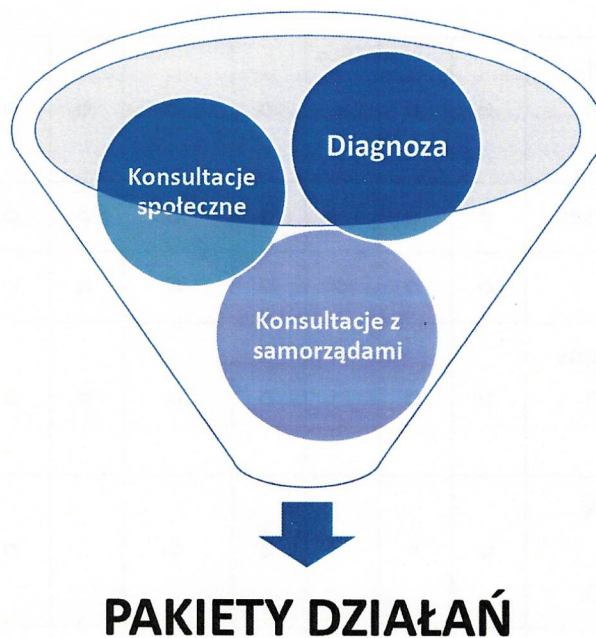 Diagnoza
Konsultacje
społeczne
Konsultacje z
samorządami
PAKIETY DZIAŁAŃ